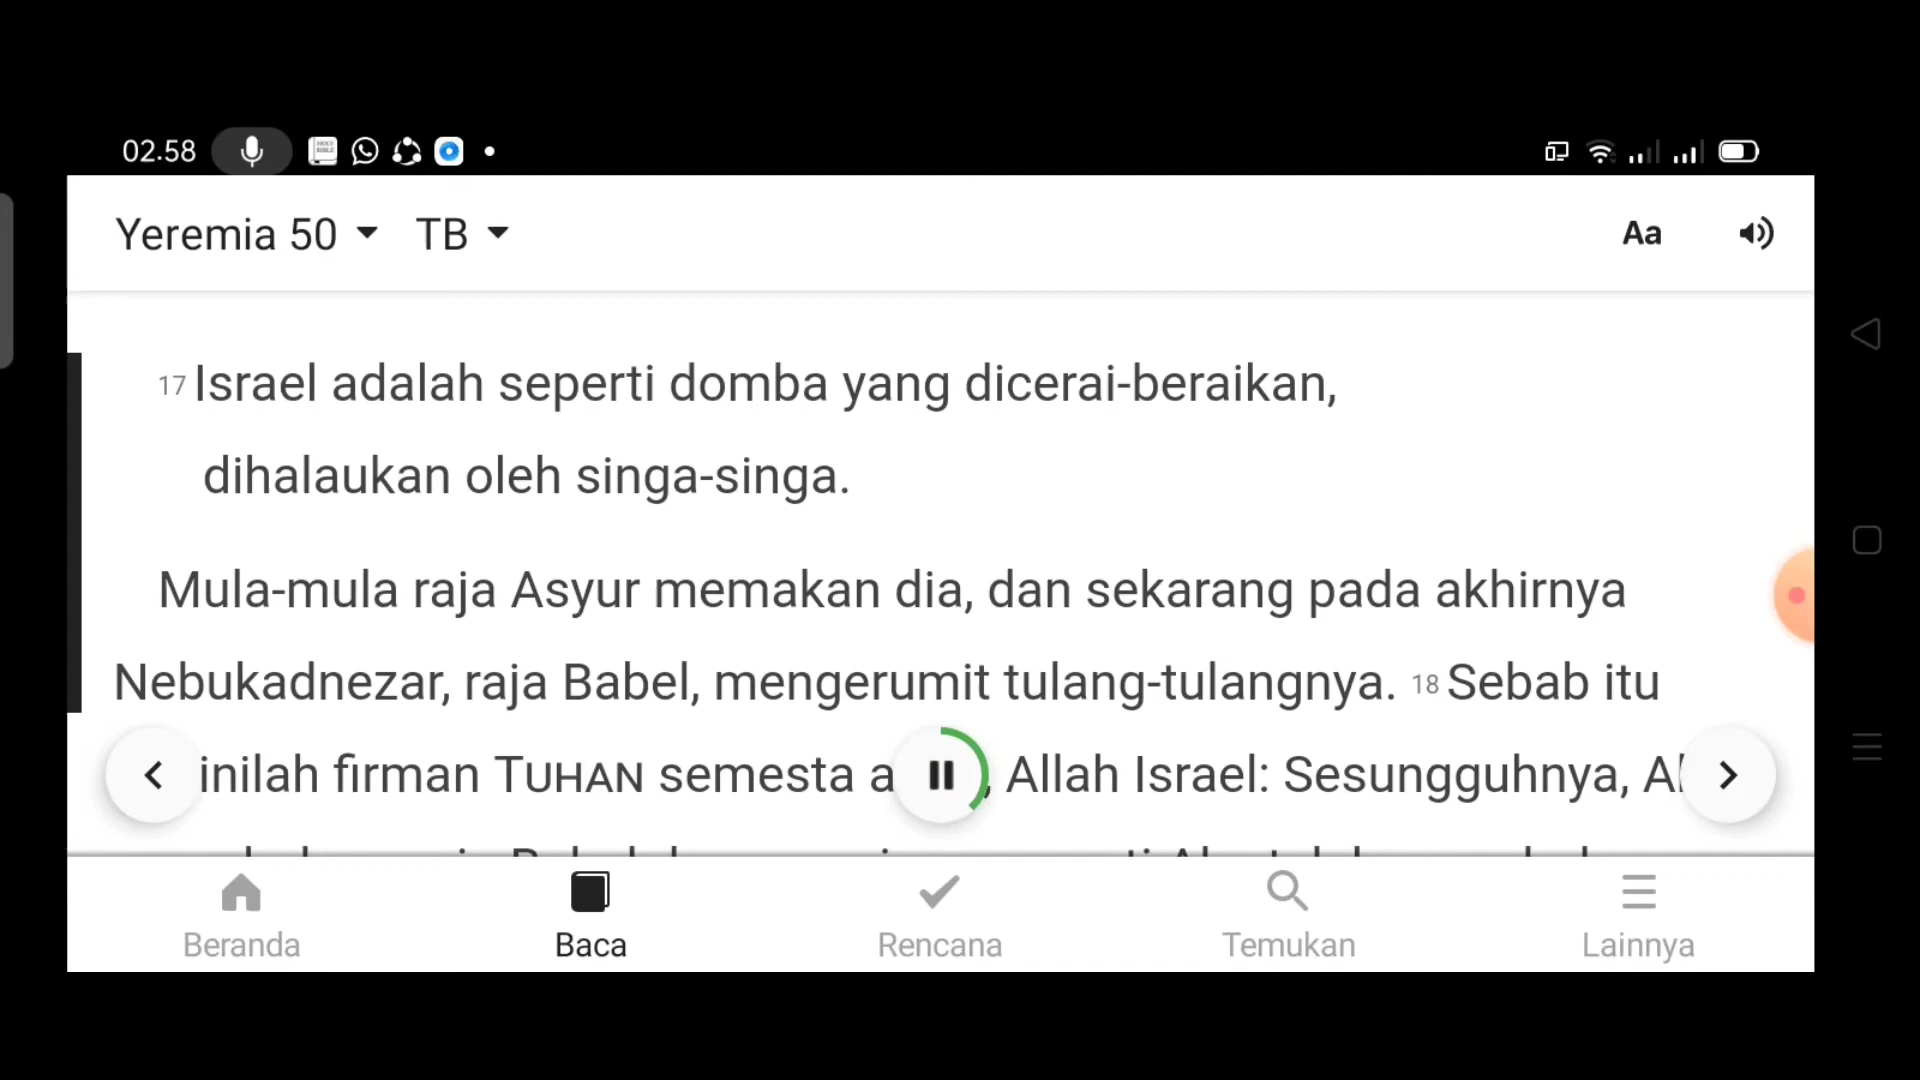 02.58
Yeremia 50 TB Aa
17 Israel adalah seperti domba yang dicerai-beraikan,
dihalaukan oleh singa-singa.
Mula-mula raja Asyur memakan dia, dan sekarang pada akhirnya
Nebukadnezar, raja Babel, mengerumit tulang-tulangnya. 18 Sebab itu
inilah firman TUHAN semesta a , Allah Israel: Sesungguhnya,
Beranda Baca Rencana Temukan Lainnya